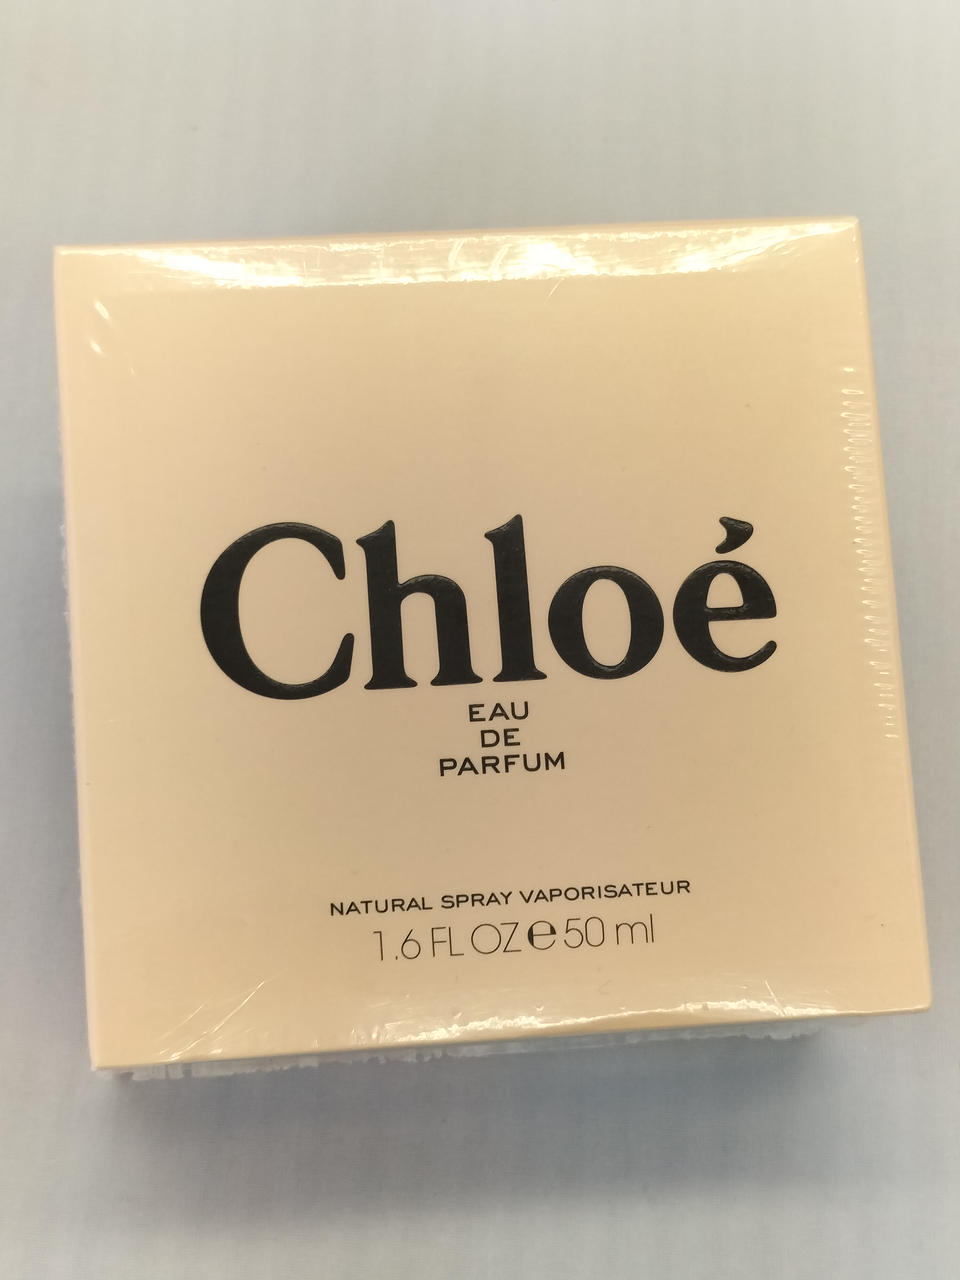 Chloé
EAU
DE
PARFUM
NATURAL SPRAY VAPORISATEUR
1.6 FL OZ ℮ 50 ml